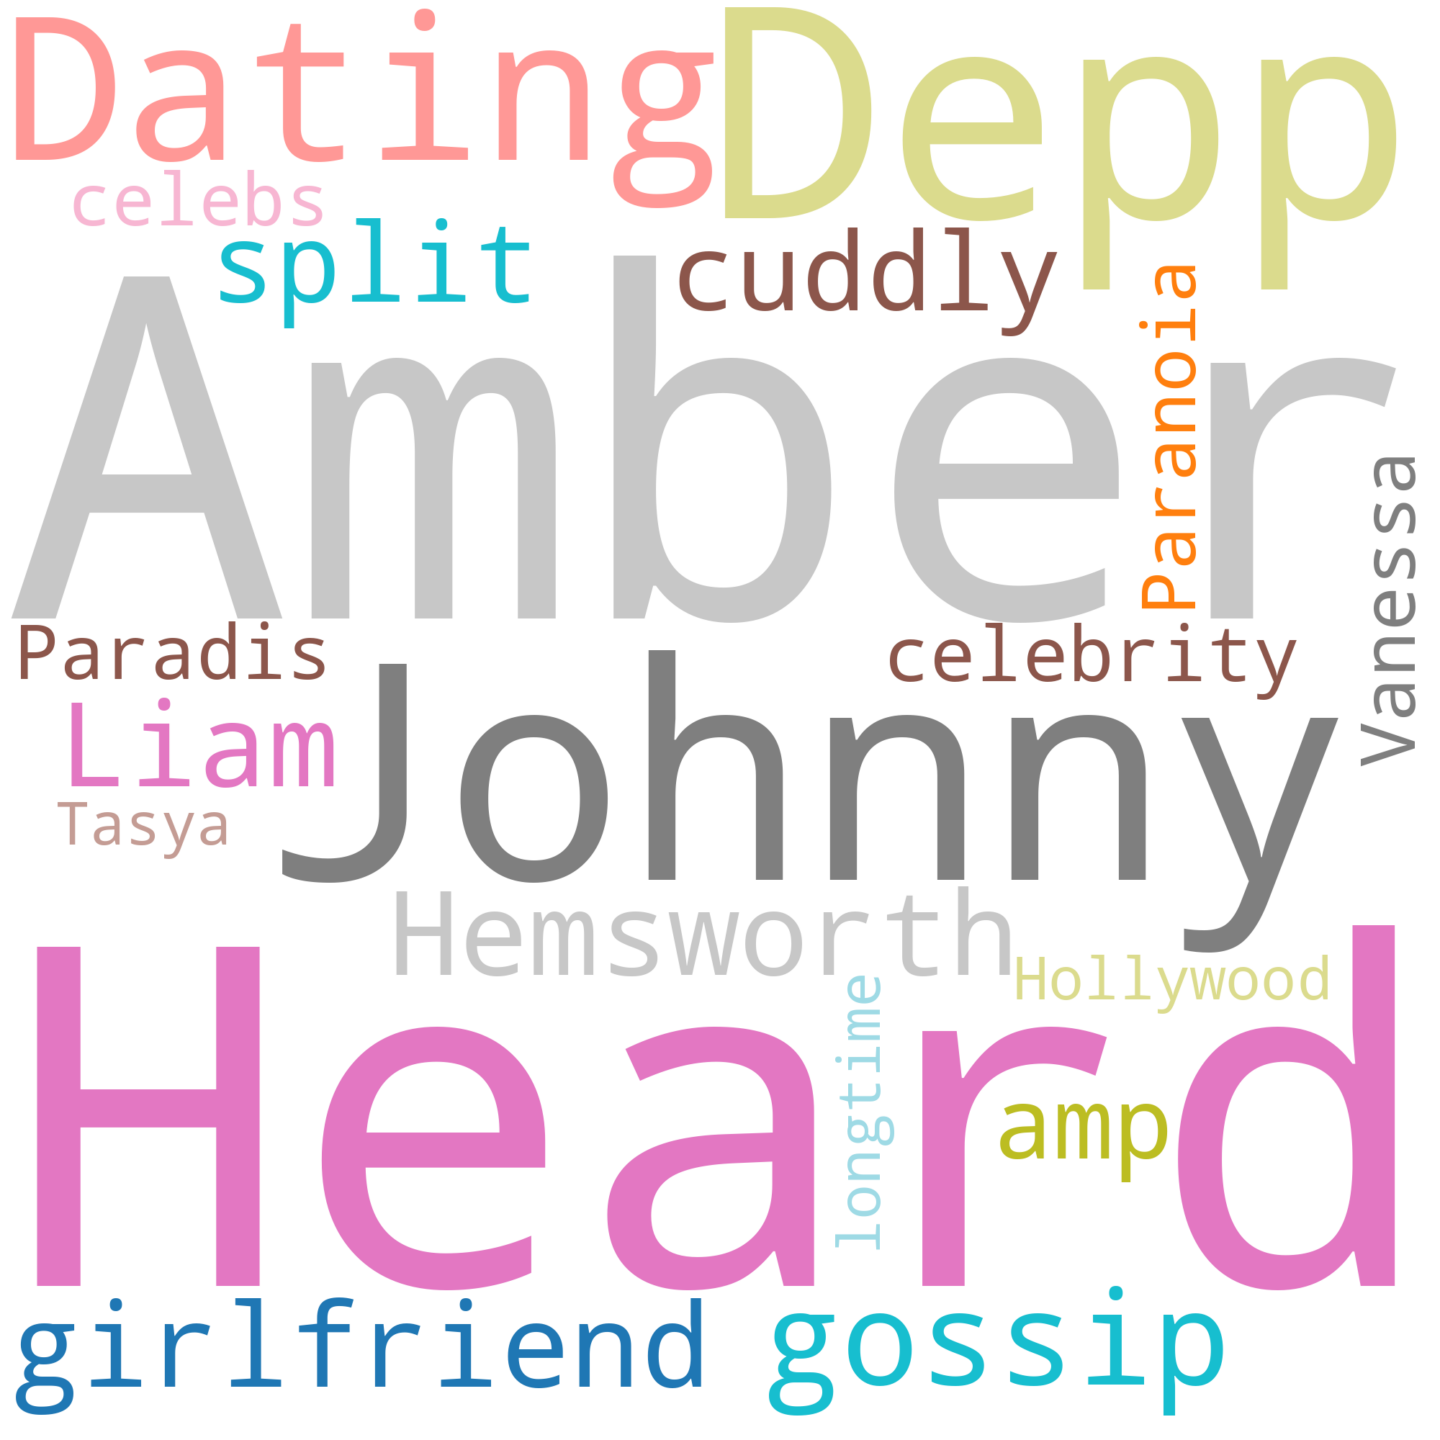 Dating
Depp
celebs
split
cuddly
Amber
Paranoia
Vanessa
Paradis
celebrity
Liam
Johnny
Tasya
Hemsworth
Hollywood
Heard
longtime
amp
girlfriend
gossip